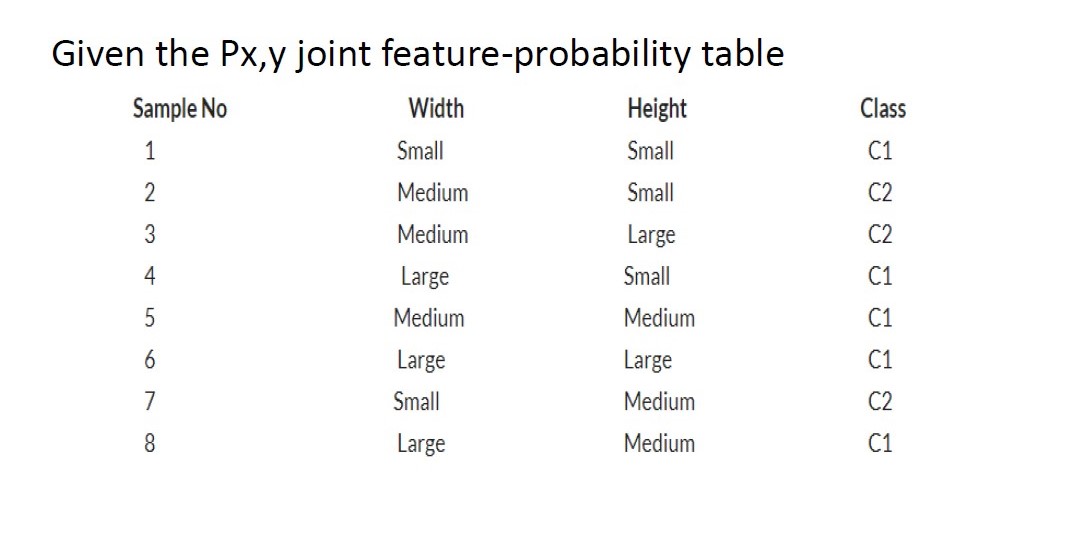 Given the Px,y joint feature-probability table
Sample No Width Height Class
1 Small Small C1
2 Medium Small C2
3 Medium Large C2
4 Large Small C1
5 Medium Medium C1
6 Large Large C1
7 Small Medium C2
8 Large Medium C1